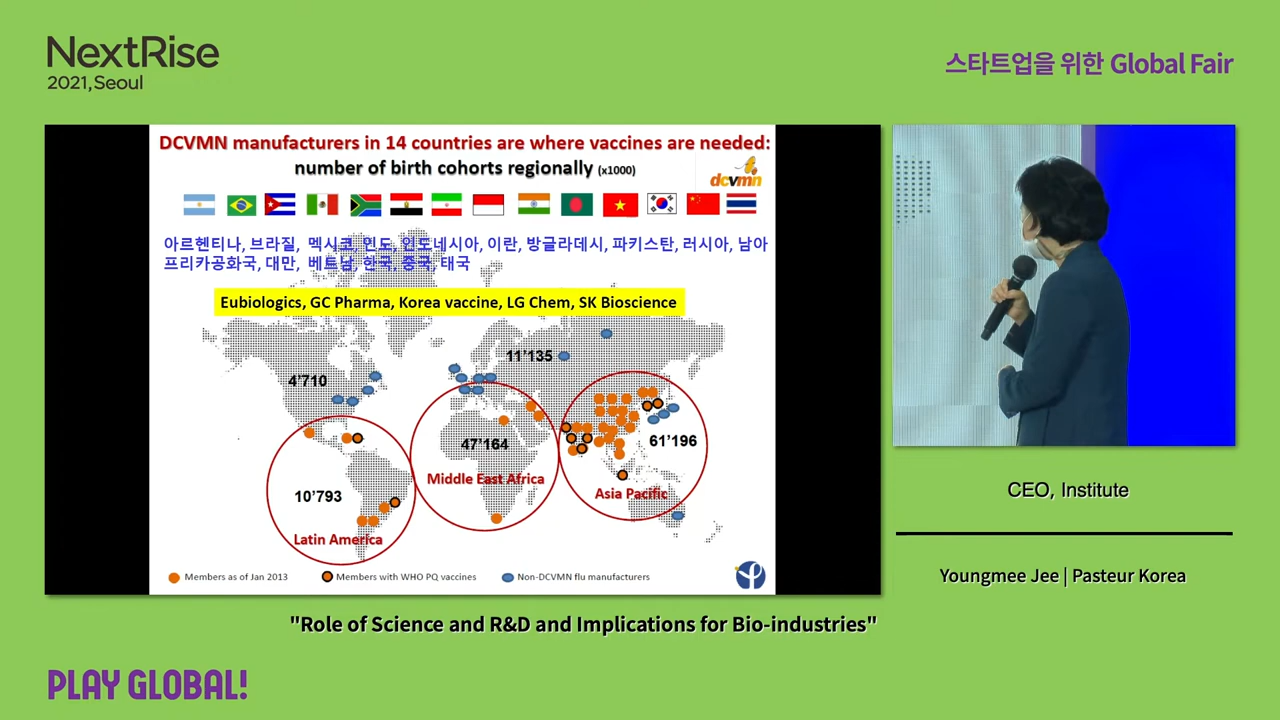 NextRise
2021,Seoul
스타트업을 위한 Global Fair
DCVMN manufacturers in 14 countries are where vaccines are needed:
number of birth cohorts regionally (x1000)
dcvmn
아르헨티나, 브라질, 멕시코, 인도, 인도네시아, 이란, 방글라데시, 파키스탄, 러시아, 남아
프리카공화국, 대만, 베트남, 한국, 중국, 태국
Eubiologics, GC Pharma, Korea vaccine, LG Chem, SK Bioscience
11'135
4'710
47'164
61'196
Middle East Africa
Asia Pacific
10'793
Latin America
Members as of Jan 2013
Members with WHO PQ vaccines
Non-DCVMN flu manufacturers
CEO, Institute
Youngmee Jee | Pasteur Korea
"Role of Science and R&D and Implications for Bio-industries"
PLAY GLOBAL!